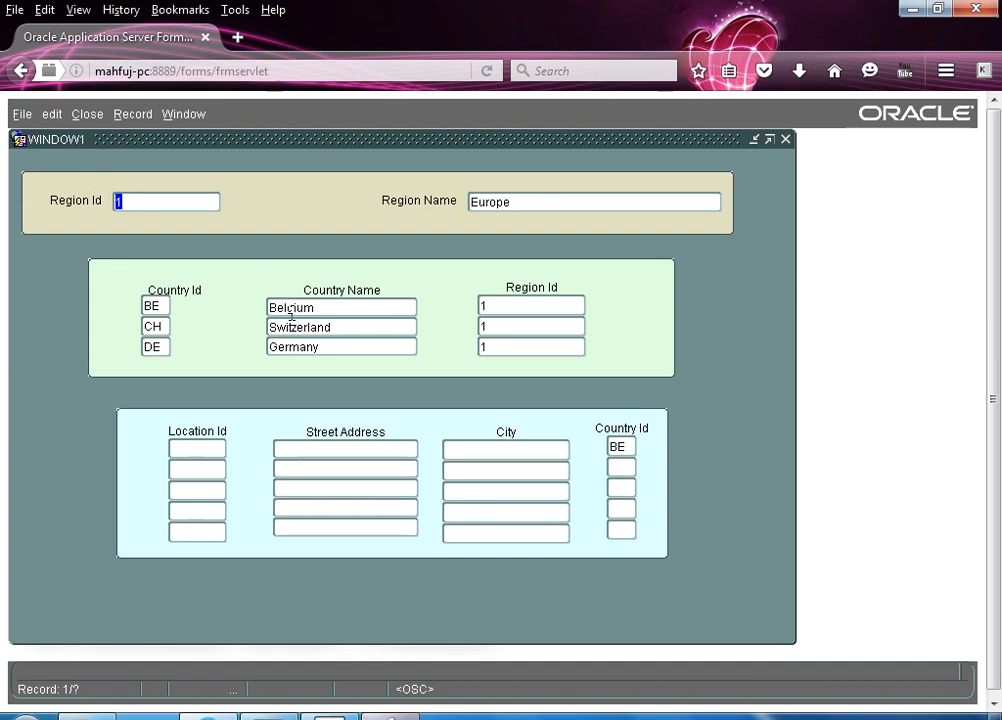 File Edit View History Bookmarks Tools Help
Oracle Application Server Form...
mahfuj-pc:8889/forms/frmservlet
Search
You
Tube
K
File edit Close Record Window
ORACLE
WINDOW1
Region Id 1 Region Name Europe
Country Id Country Name Region Id
BE Belgium 1
CH Switzerland 1
DE Germany 1
Location Id Street Address City Country Id
BE
Record: 1/? ... <OSC>